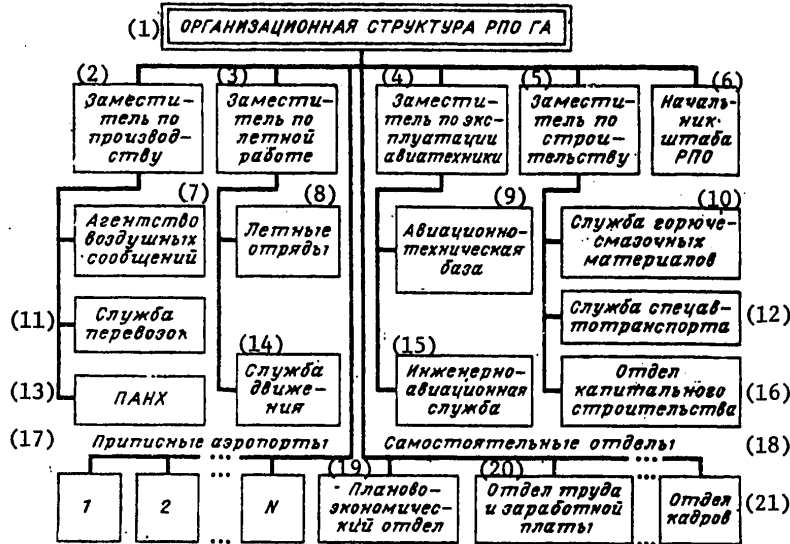 (1) ОРГАНИЗАЦИОННАЯ СТРУКТУРА РПО ГА
(2)
Замести-
тель по
производ-
ству
(3)
Замести-
тель по
летной
работе
(4)
Замести-
тель по экс-
плуатации
авиатехники
(5)
Замести-
тель по
строи-
тельству
(6)
Началь-
ник
штаба
РПО
(7)
Агентство
воздушных
сообщений
(8)
Летные
отряды
(9)
Авиационно-
техническая
база
(10)
Служба горюче-
смазочных
материалов
(11)
Служба
перевозок
Служба спецав-
тотранспорта
(12)
(13)
ПАНХ
(14)
Служба
движе-
ния
(15)
Инженерно-
авиационная
служба
Отдел
капитального
строительства
(16)
(17) Приписные аэропорты
Самостоятельные отделы (18)
1
2
...
...
N
(19)
Планово-
экономичес-
кий отдел
(20)
Отдел труда
и заработной
платы
...
...
Отдел
кадров
(21)